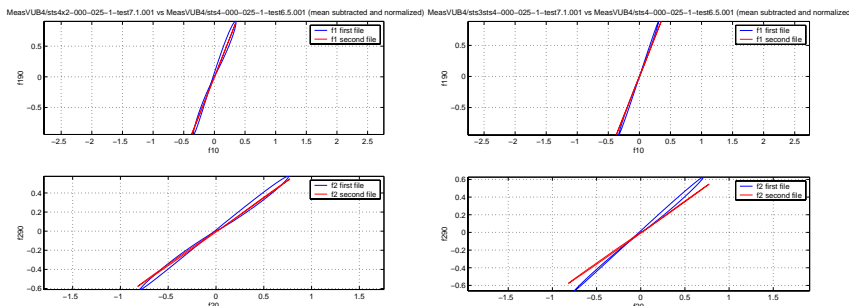 MeasVUB4/sts4x2−000−025−1−test7.1.001 vs MeasVUB4/sts4−000−025−1−test6.5.001 (mean subtracted and normalized)
0.5
0
−0.5
f190
−2.5 −2 −1.5 −1 −0.5 0 0.5 1 1.5 2 2.5
f10
f1 first file
f1 second file
0.4
0.2
0
−0.2
−0.4
−0.6
f290
−1.5 −1 −0.5 0 0.5 1 1.5
f20
f2 first file
f2 second file
MeasVUB4/sts3sts4−000−025−1−test7.1.001 vs MeasVUB4/sts4−000−025−1−test6.5.001 (mean subtracted and normalized
0.5
0
−0.5
f190
−2.5 −2 −1.5 −1 −0.5 0 0.5 1 1.5 2 2.5
f10
f1 first file
f1 second file
0.6
0.4
0.2
0
−0.2
−0.4
−0.6
f290
−1.5 −1 −0.5 0 0.5 1 1.5
f20
f2 first file
f2 second file